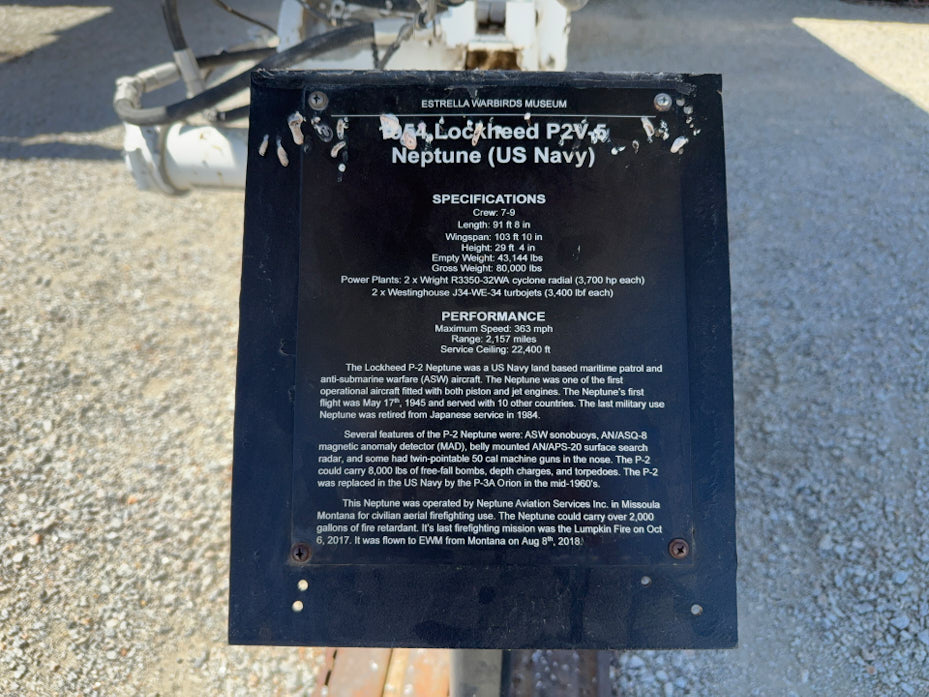 ESTRELLA WARBIRDS MUSEUM
1954 Lockheed P2V-5
Neptune (US Navy)
SPECIFICATIONS
Crew: 7-9
Length: 91 ft 8 in
Wingspan: 103 ft 10 in
Height: 29 ft 4 in
Empty Weight: 43,144 lbs
Gross Weight: 80,000 lbs
Power Plants: 2 x Wright R3350-32WA cyclone radial (3,700 hp each)
2 x Westinghouse J34-WE-34 turbojets (3,400 lbf each)
PERFORMANCE
Maximum Speed: 363 mph
Range: 2,157 miles
Service Ceiling: 22,400 ft
The Lockheed P-2 Neptune was a US Navy land based maritime patrol and
anti-submarine warfare (ASW) aircraft. The Neptune was one of the first
operational aircraft fitted with both piston and jet engines. The Neptune's first
flight was May 17th, 1945 and served with 10 other countries. The last military use
Neptune was retired from Japanese service in 1984.
Several features of the P-2 Neptune were: ASW sonobuoys, AN/ASQ-8
magnetic anomaly detector (MAD), belly mounted AN/APS-20 surface search
radar, and some had twin-pointable 50 cal machine guns in the nose. The P-2
could carry 8,000 lbs of free-fall bombs, depth charges, and torpedoes. The P-2
was replaced in the US Navy by the P-3A Orion in the mid-1960's.
This Neptune was operated by Neptune Aviation Services Inc. in Missoula
Montana for civilian aerial firefighting use. The Neptune could carry over 2,000
gallons of fire retardant. It's last firefighting mission was the Lumpkin Fire on Oct
6, 2017. It was flown to EWM from Montana on Aug 8th, 2018.